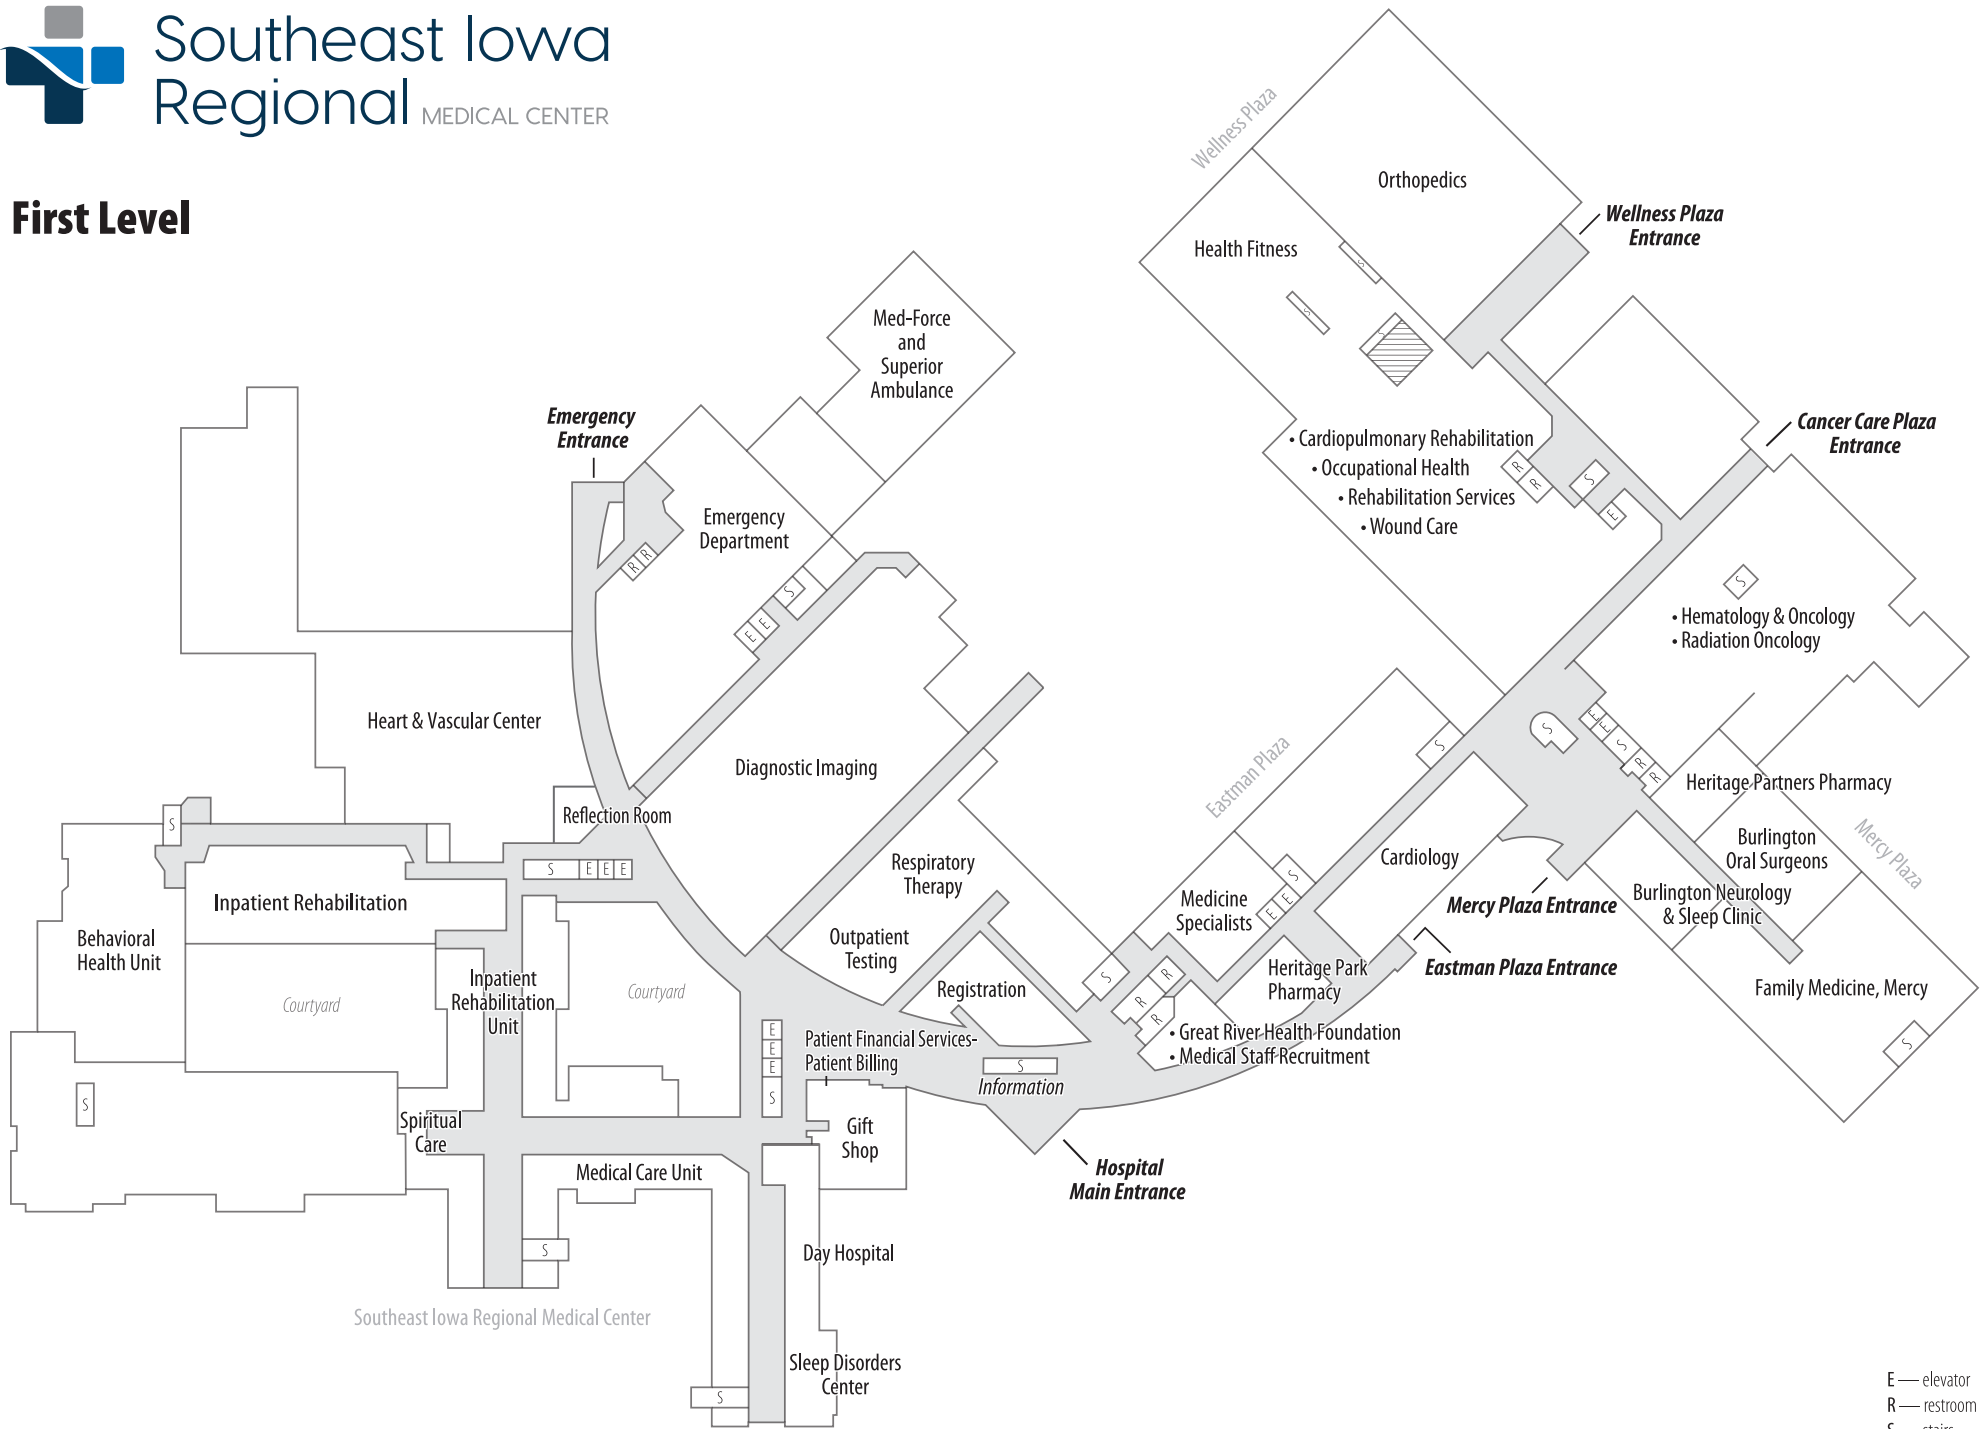 Southeast Iowa
Regional MEDICAL CENTER
First Level
Wellness Plaza
Orthopedics
Wellness Plaza
Entrance
Health Fitness
S
S
S
Med-Force
and
Superior
Ambulance
Emergency
Entrance
Cancer Care Plaza
Entrance
• Cardiopulmonary Rehabilitation
• Occupational Health
• Rehabilitation Services
• Wound Care
R
R
S
E
Emergency
Department
R
R
S
E
E
S
• Hematology & Oncology
• Radiation Oncology
Heart & Vascular Center
Diagnostic Imaging
Eastman Plaza
S
S
E
E
S
R
R
Heritage Partners Pharmacy
Mercy Plaza
Reflection Room
S
S
E
E
E
Burlington
Oral Surgeons
Cardiology
Respiratory
Therapy
Inpatient Rehabilitation
Medicine
Specialists
S
E
E
Mercy Plaza Entrance
Burlington Neurology
& Sleep Clinic
Behavioral
Health Unit
Outpatient
Testing
Eastman Plaza Entrance
Heritage Park
Pharmacy
Inpatient
Rehabilitation
Unit
Courtyard
Courtyard
Registration
S
R
R
R
Family Medicine, Mercy
S
• Great River Health Foundation
• Medical Staff Recruitment
E
E
E
S
Patient Financial Services-
Patient Billing
S
Information
S
Spiritual
Care
Gift
Shop
Medical Care Unit
Hospital
Main Entrance
S
Day Hospital
Southeast Iowa Regional Medical Center
Sleep Disorders
Center
S
E — elevator
R — restroom
S — stairs